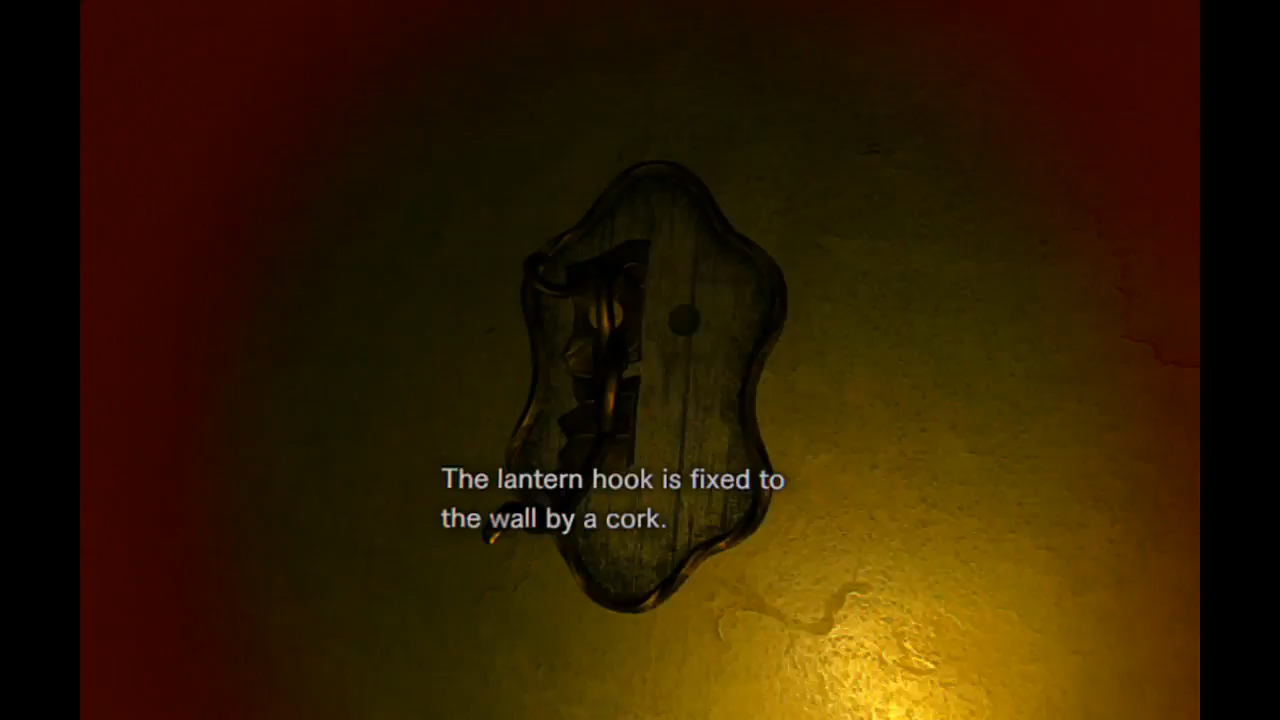 The lantern hook is fixed to
the wall by a cork.